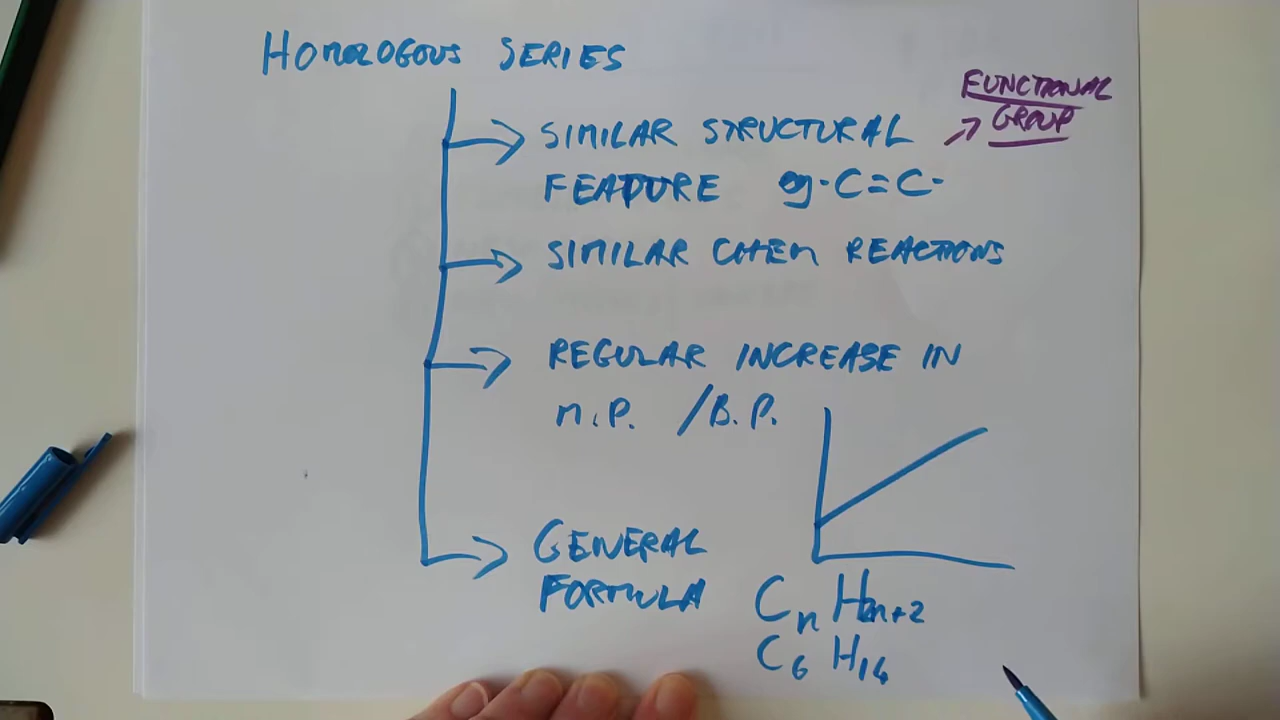 HOMOLOGOUS SERIES
FUNCTIONAL
GROUP
SIMILAR STRUCTURAL
FEATURE eg -C=C-
SIMILAR CHEM REACTIONS
REGULAR INCREASE IN
M.P. /B.P.
GENERAL
FORMULA
CnH2n+2
C6H14